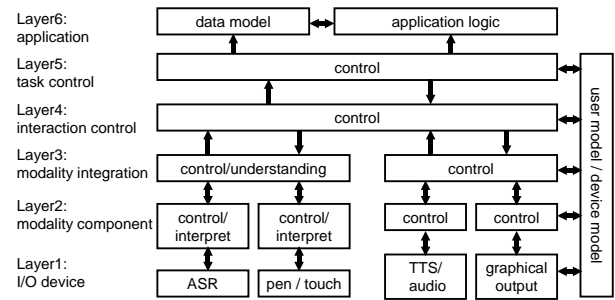 Layer6:
application
data model
application logic
Layer5:
task control
control
Layer4:
interaction control
control
Layer3:
modality integration
control/understanding
control
Layer2:
modality component
control/
interpret
control/
interpret
control
control
Layer1:
I/O device
ASR
pen / touch
TTS/
audio
graphical
output
user model / device model